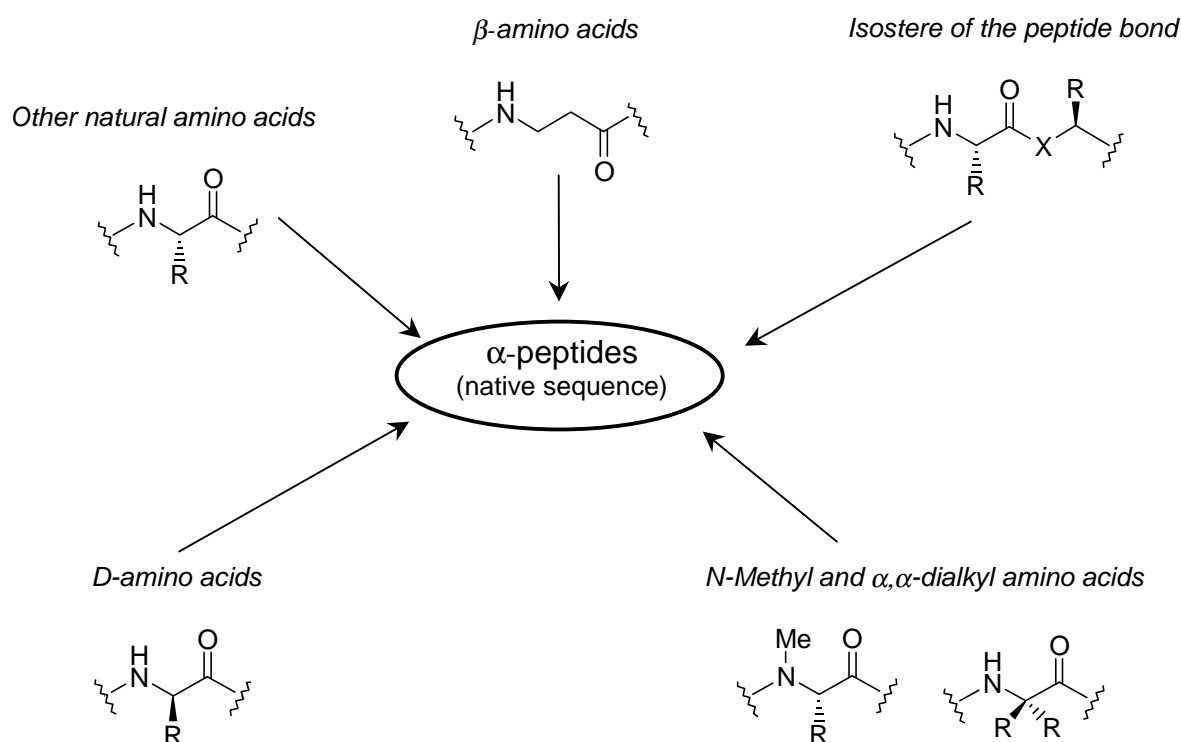 β-amino acids
Isostere of the peptide bond
Other natural amino acids
H
N
O
H
N
O
R
X
R
H
N
O
R
α-peptides
(native sequence)
D-amino acids
N-Methyl and α,α-dialkyl amino acids
H
N
O
R
Me
N
O
R
H
N
O
R R